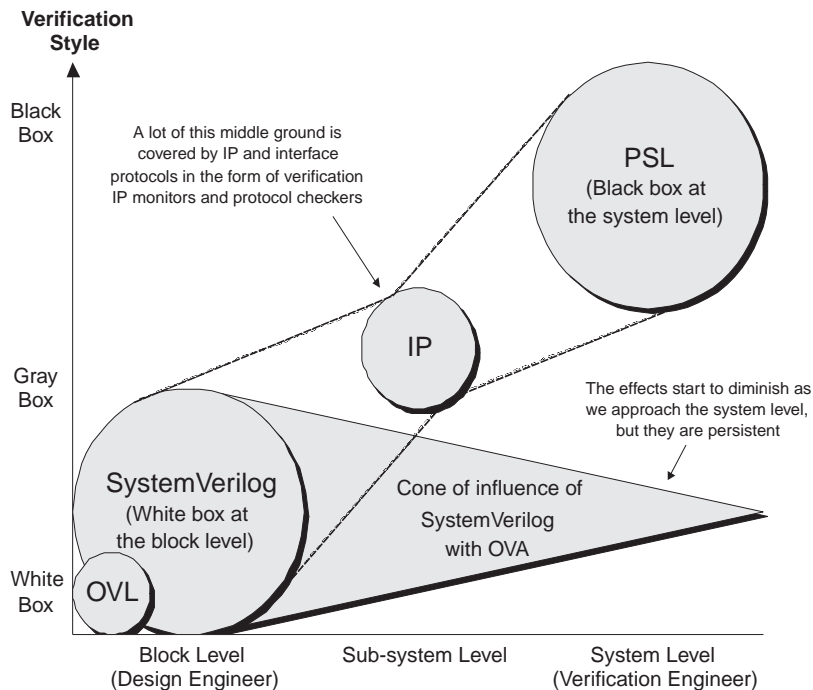 Verification
Style
Black
Box
A lot of this middle ground is
covered by IP and interface
protocols in the form of verification
IP monitors and protocol checkers
PSL
(Black box at
the system level)
IP
Gray
Box
The effects start to diminish as
we approach the system level,
but they are persistent
SystemVerilog
(White box at
the block level)
Cone of influence of
SystemVerilog
with OVA
White
Box
OVL
Block Level
(Design Engineer)
Sub-system Level
System Level
(Verification Engineer)